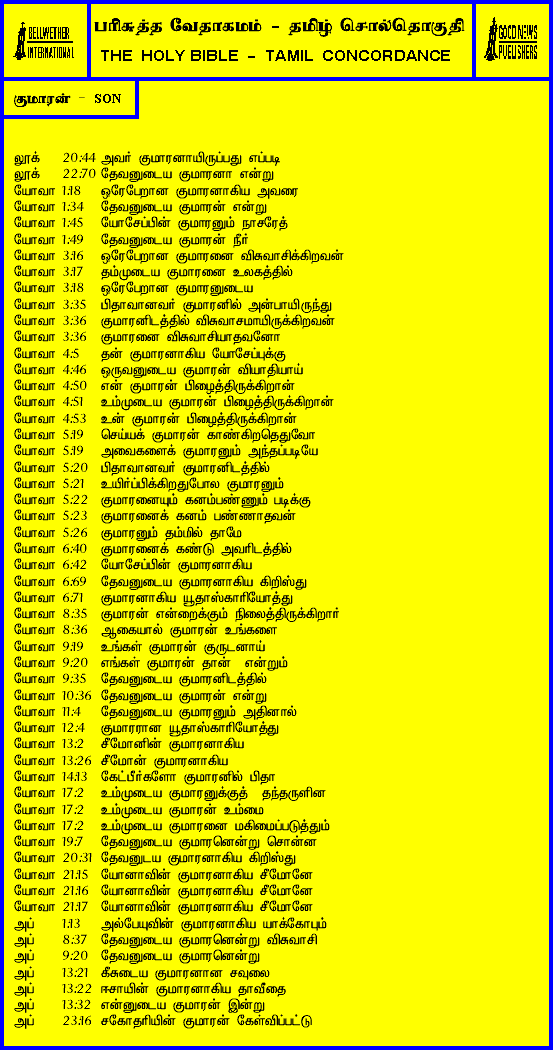 BELLWETHER
INTERNATIONAL
பரிசுத்த வேதாகமம் - தமிழ் சொல்தொகுதி
THE HOLY BIBLE - TAMIL CONCORDANCE
GOOD NEWS
PUBLISHERS
குமாரன் - SON
லூக் 20:44 அவர் குமாரனாயிருப்பது எப்படி
லூக் 22:70 தேவனுடைய குமாரனா என்று
யோவா 1:18 ஒரேபேறான குமாரனாகிய அவரை
யோவா 1:34 தேவனுடைய குமாரன் என்று
யோவா 1:45 யோசேப்பின் குமாரனும் நாசரேத்
யோவா 1:49 தேவனுடைய குமாரன் நீர்
யோவா 3:16 ஒரேபேறான குமாரனை விசுவாசிக்கிறவன்
யோவா 3:17 தம்முடைய குமாரனை உலகத்தில்
யோவா 3:18 ஒரேபேறான குமாரனுடைய
யோவா 3:35 பிதாவானவர் குமாரனில் அன்பாயிருந்து
யோவா 3:36 குமாரனிடத்தில் விசுவாசமாயிருக்கிறவன்
யோவா 3:36 குமாரனை விசுவாசியாதவனோ
யோவா 4:5 தன் குமாரனாகிய யோசேப்புக்கு
யோவா 4:46 ஒருவனுடைய குமாரன் வியாதியாய்
யோவா 4:50 என் குமாரன் பிழைத்திருக்கிறான்
யோவா 4:51 உம்முடைய குமாரன் பிழைத்திருக்கிறான்
யோவா 4:53 உன் குமாரன் பிழைத்திருக்கிறான்
யோவா 5:19 செய்யக் குமாரன் காண்கிறதெதுவோ
யோவா 5:19 அவைகளைக் குமாரனும் அந்தப்படியே
யோவா 5:20 பிதாவானவர் குமாரனிடத்தில்
யோவா 5:21 உயிர்ப்பிக்கிறதுபோல குமாரனும்
யோவா 5:22 குமாரனையும் கனம்பண்ணும் படிக்கு
யோவா 5:23 குமாரனைக் கனம் பண்ணாதவன்
யோவா 5:26 குமாரனும் தம்மில் தாமே
யோவா 6:40 குமாரனைக் கண்டு அவரிடத்தில்
யோவா 6:42 யோசேப்பின் குமாரனாகிய
யோவா 6:69 தேவனுடைய குமாரனாகிய கிறிஸ்து
யோவா 6:71 குமாரனாகிய யூதாஸ்காரியோத்து
யோவா 8:35 குமாரன் என்றைக்கும் நிலைத்திருக்கிறார்
யோவா 8:36 ஆகையால் குமாரன் உங்களை
யோவா 9:19 உங்கள் குமாரன் குருடனாய்
யோவா 9:20 எங்கள் குமாரன் தான் என்றும்
யோவா 9:35 தேவனுடைய குமாரனிடத்தில்
யோவா 10:36 தேவனுடைய குமாரன் என்று
யோவா 11:4 தேவனுடைய குமாரனும் அதினால்
யோவா 12:4 குமாரரான யூதாஸ்காரியோத்து
யோவா 13:2 சீமோனின் குமாரனாகிய
யோவா 13:26 சீமோன் குமாரனாகிய
யோவா 14:13 கேட்பீர்களோ குமாரனில் பிதா
யோவா 17:2 உம்முடைய குமாரனுக்குத் தந்தருளின
யோவா 17:2 உம்முடைய குமாரன் உம்மை
யோவா 17:2 உம்முடைய குமாரனை மகிமைப்படுத்தும்
யோவா 19:7 தேவனுடைய குமாரனென்று சொன்ன
யோவா 20:31 தேவனுடய குமாரனாகிய கிறிஸ்து
யோவா 21:15 யோனாவின் குமாரனாகிய சீமோனே
யோவா 21:16 யோனாவின் குமாரனாகிய சீமோனே
யோவா 21:17 யோனாவின் குமாரனாகிய சீமோனே
அப் 1:13 அல்பேயுவின் குமாரனாகிய யாக்கோபும்
அப் 8:37 தேவனுடைய குமாரனென்று விசுவாசி
அப் 9:20 தேவனுடைய குமாரனென்று
அப் 13:21 கீசுடைய குமாரனான சவுலை
அப் 13:22 ஈசாயின் குமாரனாகிய தாவீதை
அப் 13:32 என்னுடைய குமாரன் இன்று
அப் 23:16 சகோதரியின் குமாரன் கேள்விப்பட்டு